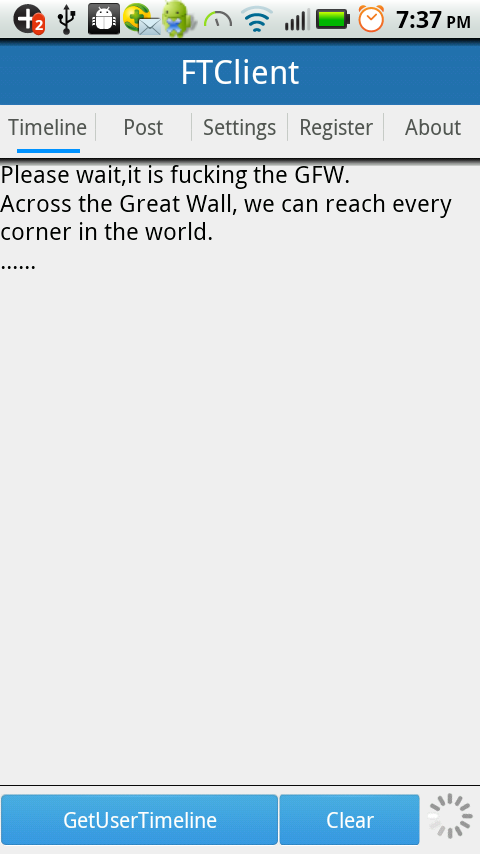 2
7:37 PM
FTClient
Timeline
Post
Settings
Register
About
Please wait,it is fucking the GFW.
Across the Great Wall, we can reach every
corner in the world.
......
GetUserTimeline
Clear